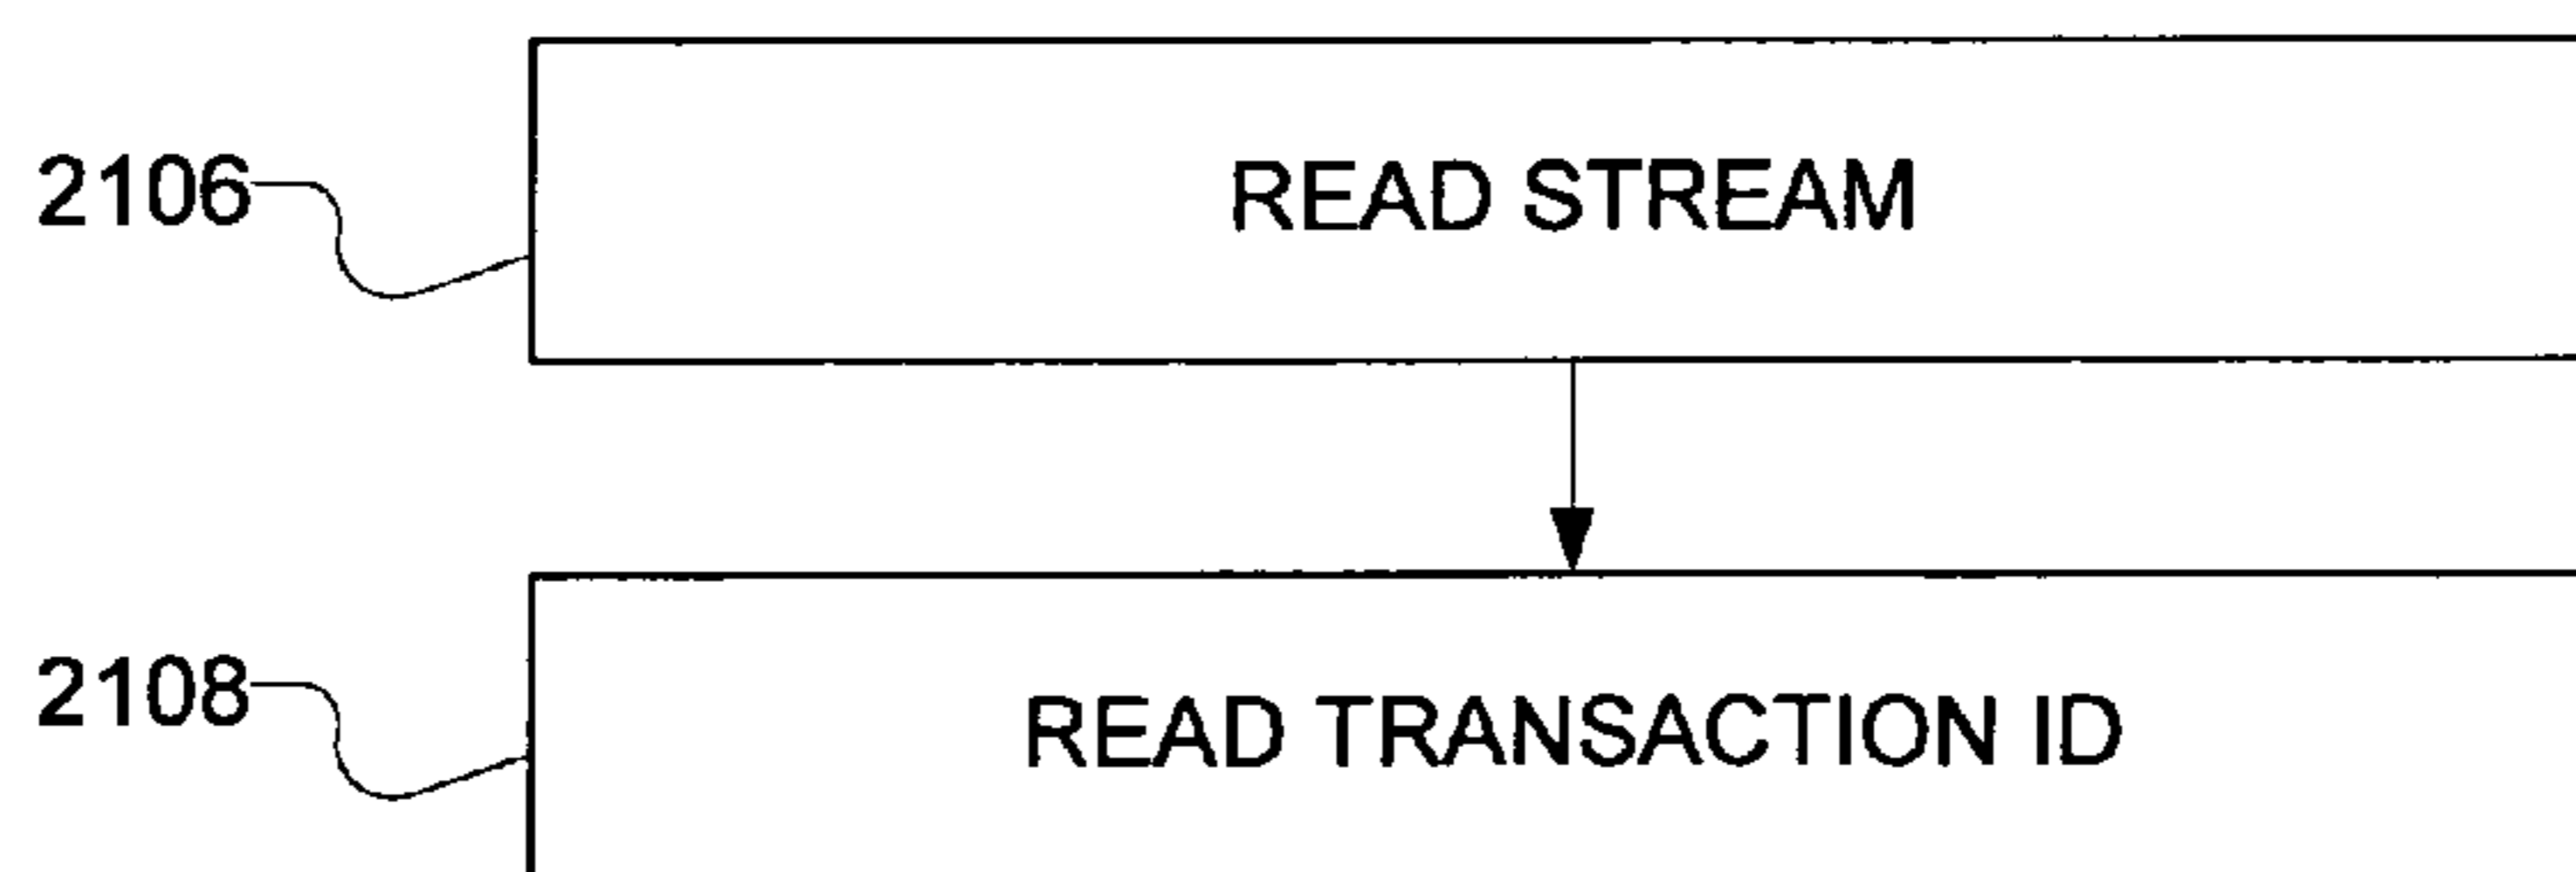 2106
READ STREAM
2108
READ TRANSACTION ID